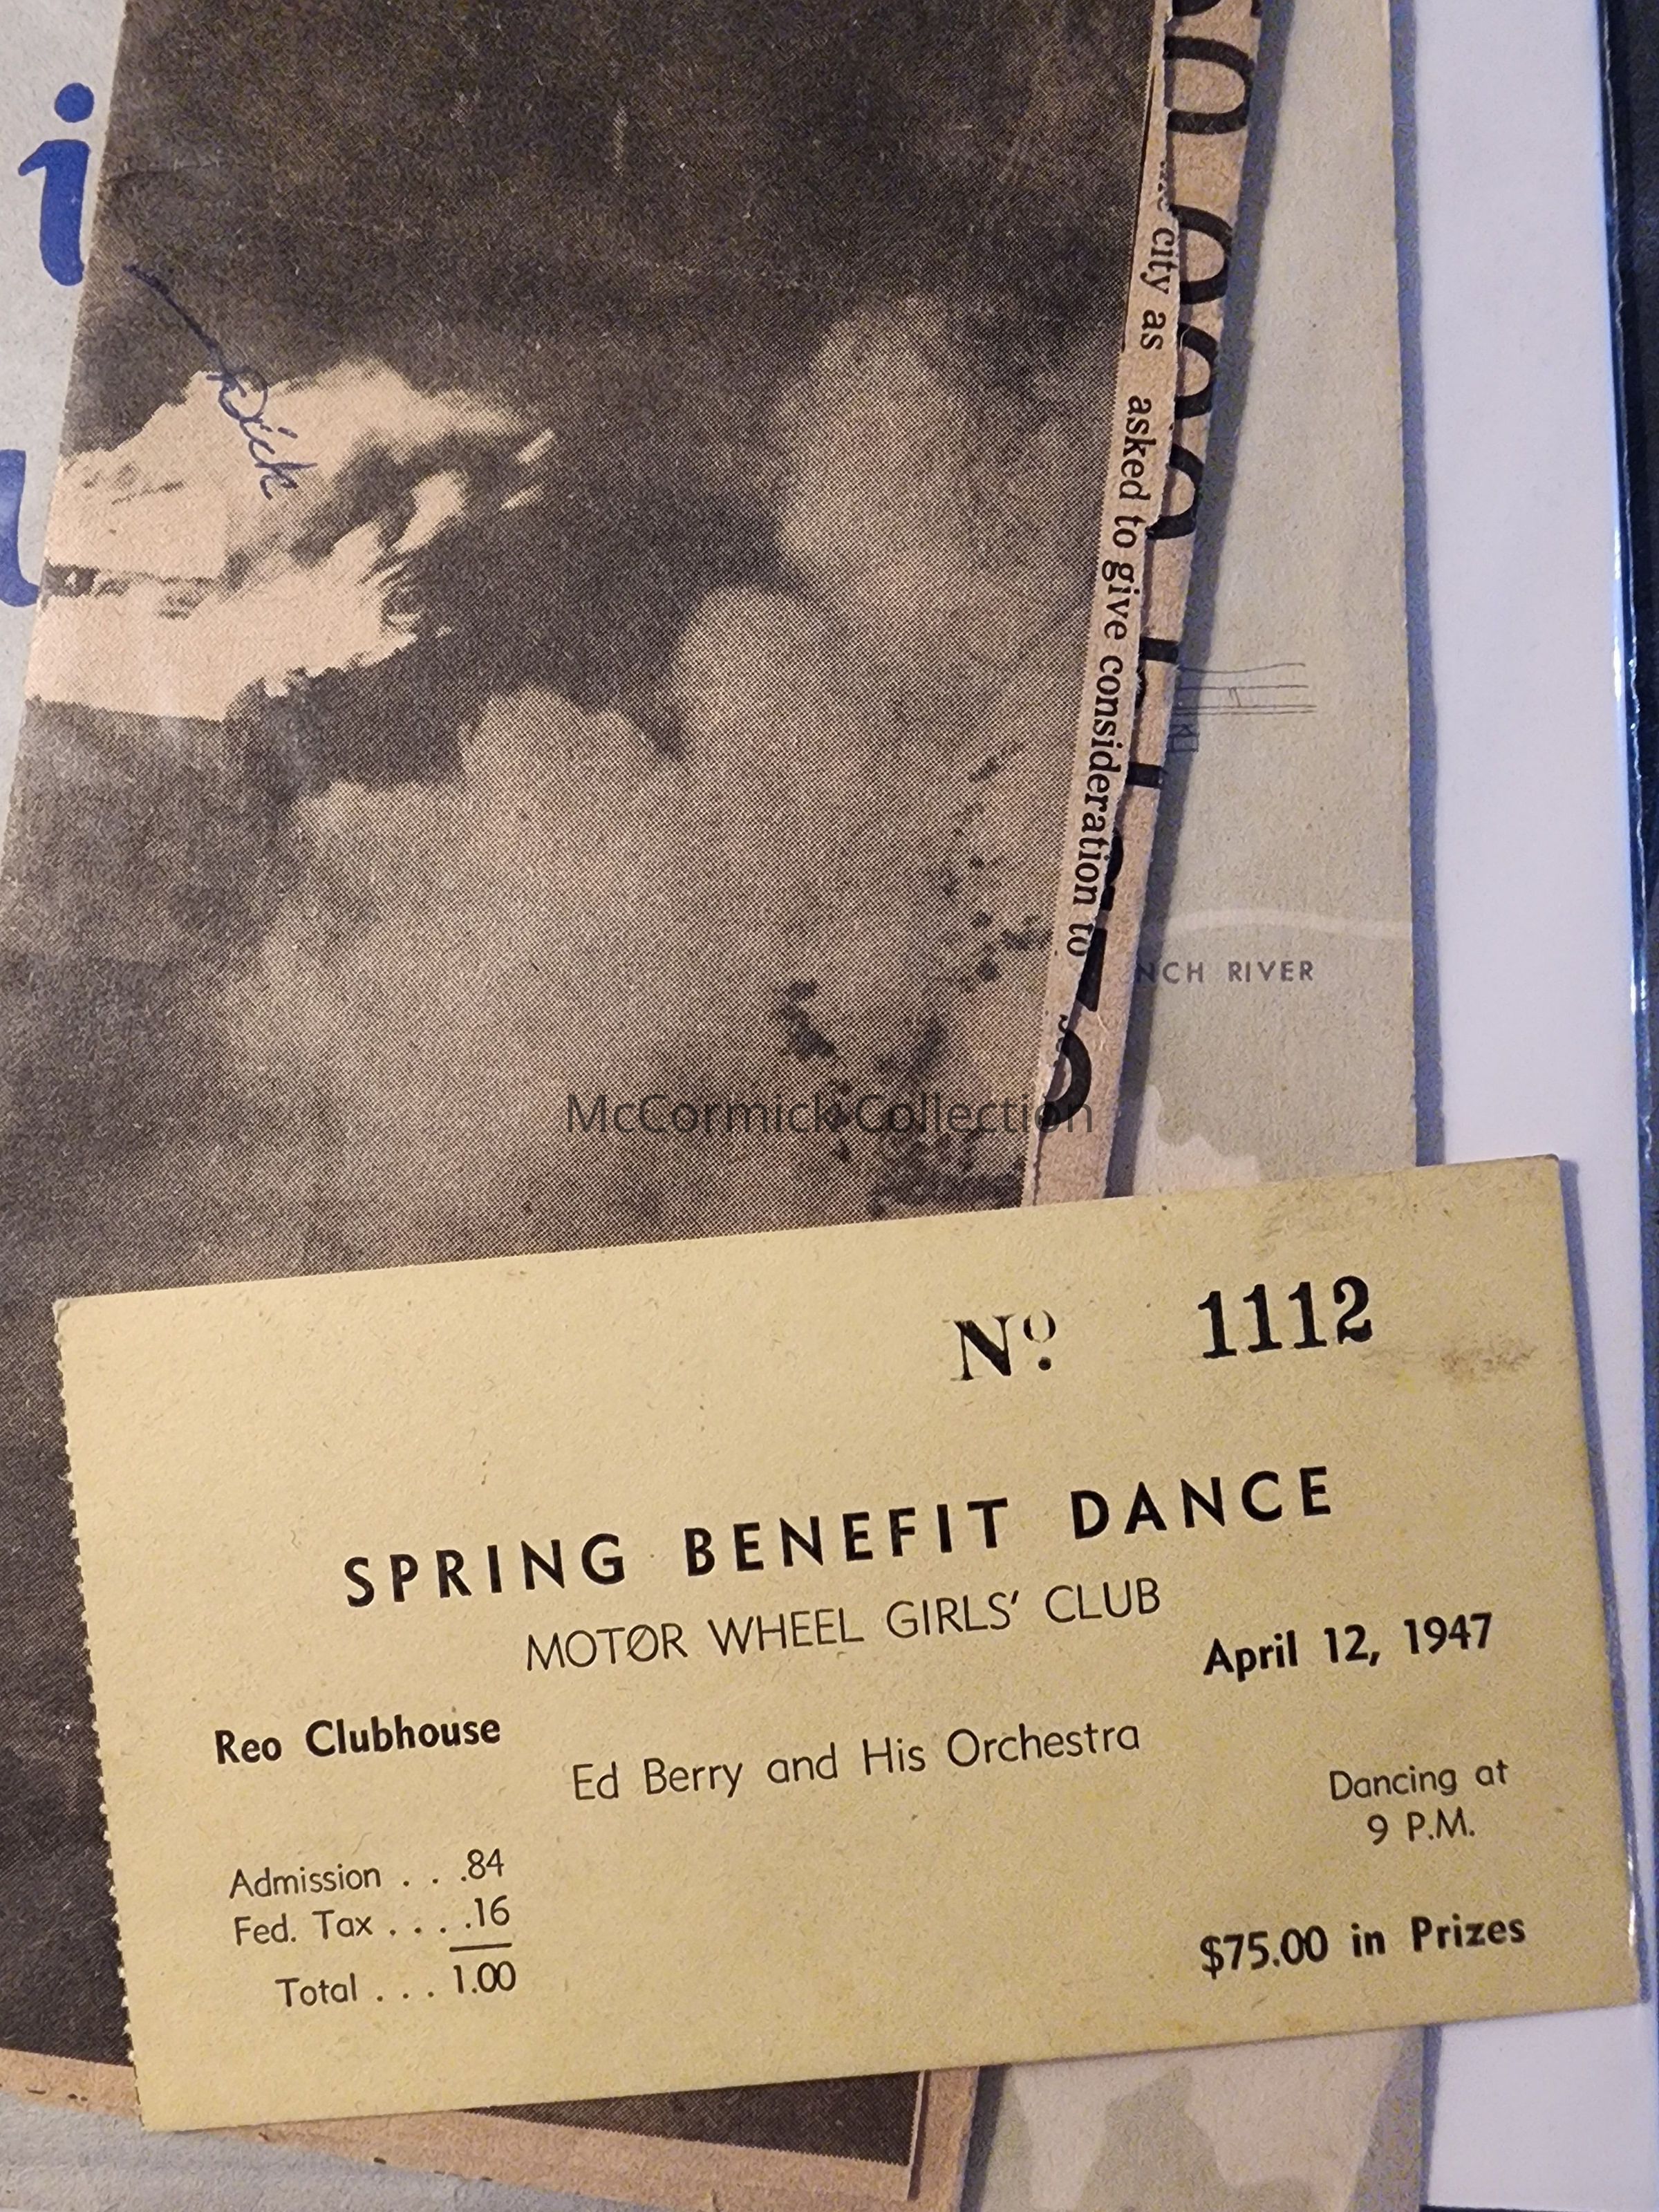 i
Dick
city as asked to give consideration to
NCH RIVER
McCormick Collection
Nº 1112
SPRING BENEFIT DANCE
MOTOR WHEEL GIRLS' CLUB
April 12, 1947
Reo Clubhouse
Ed Berry and His Orchestra
Dancing at
9 P.M.
Admission . . .84
Fed. Tax . . . .16
Total . . . 1.00
$75.00 in Prizes